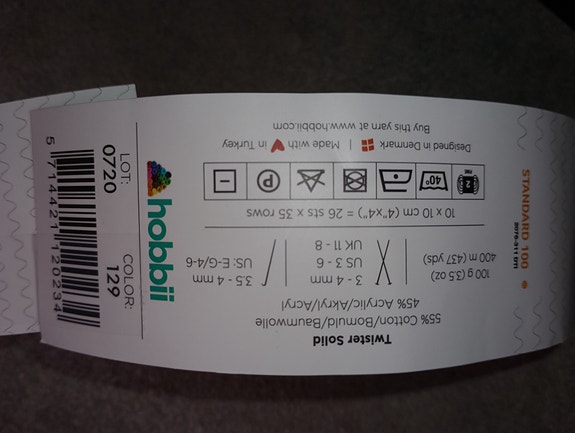 Twister Solid
55% Cotton/Bomuld/Baumwolle
45% Acrylic/Akryl/Acryl
100 g (3.5 oz)
400 m (437 yds)
3 - 4 mm
US 3 - 6
UK 11 - 8
3.5 - 4 mm
US: E-G/4-6
10 x 10 cm (4"x4") = 26 sts x 35 rows
40°
P
Designed in Denmark | Made with in Turkey
Buy this yarn at www.hobbii.com
hobbii
COLOR:
129
LOT:
0720
5 714421 120234
STANDARD 100
2076-311 DTI